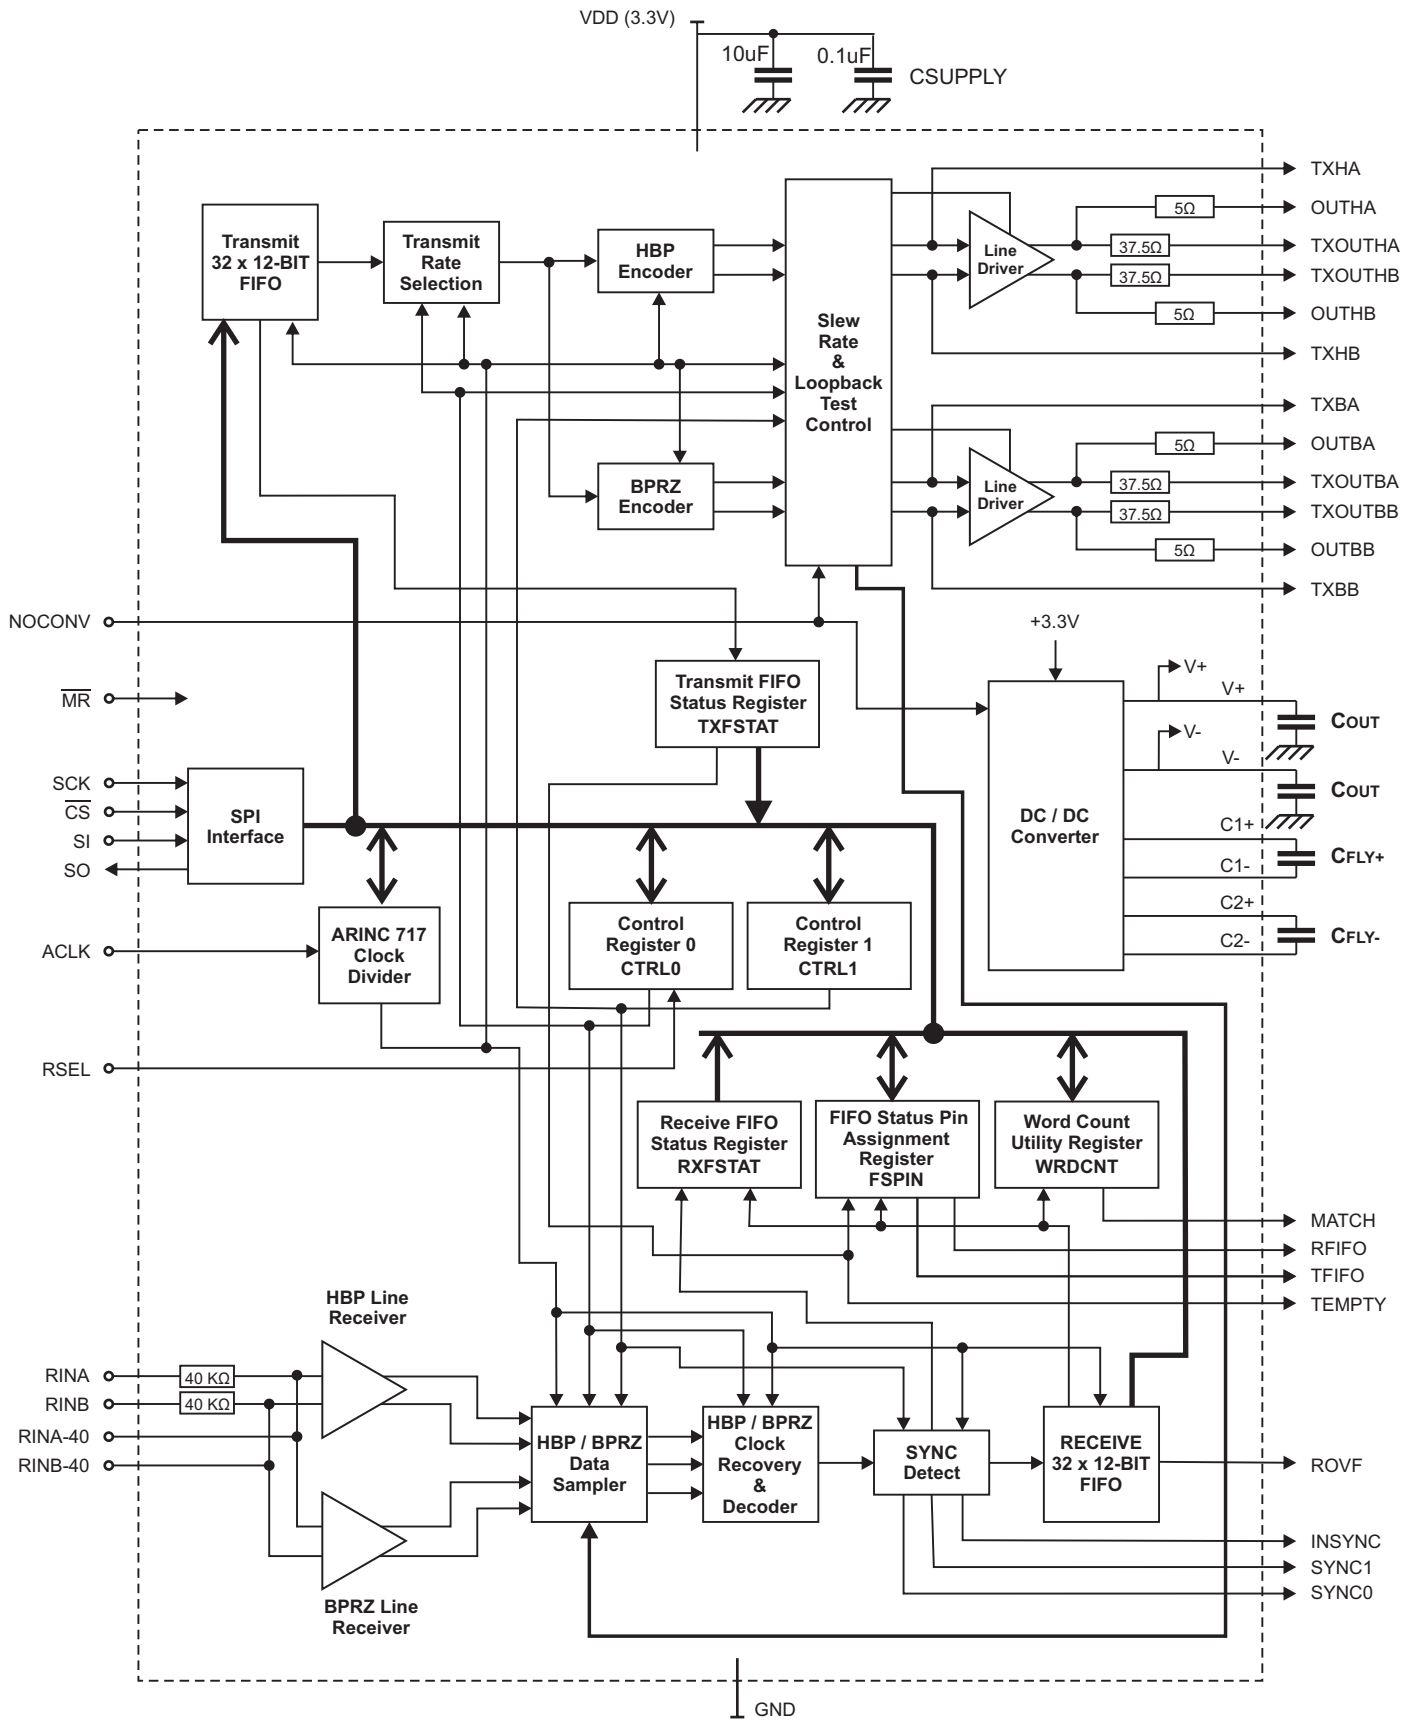 VDD (3.3V)
10uF
0.1uF
CSUPPLY
TXHA
OUTHA
TXOUTHA
TXOUTHB
OUTHB
TXHB
TXBA
OUTBA
TXOUTBA
TXOUTBB
OUTBB
TXBB
5Ω
37.5Ω
37.5Ω
5Ω
5Ω
37.5Ω
37.5Ω
5Ω
Transmit
32 x 12-BIT
FIFO
Transmit
Rate
Selection
HBP
Encoder
BPRZ
Encoder
Slew
Rate
&
Loopback
Test
Control
Line
Driver
Line
Driver
NOCONV
MR
SCK
CS
SI
SO
ACLK
RSEL
SPI
Interface
Transmit FIFO
Status Register
TXFSTAT
+3.3V
DC / DC
Converter
V+
V+
V-
V-
C1+
C1-
C2+
C2-
COUT
COUT
CFLY+
CFLY-
ARINC 717
Clock
Divider
Control
Register 0
CTRL0
Control
Register 1
CTRL1
Receive FIFO
Status Register
RXFSTAT
FIFO Status Pin
Assignment
Register
FSPIN
Word Count
Utility Register
WRDCNT
MATCH
RFIFO
TFIFO
TEMPTY
HBP Line
Receiver
RINA
RINB
RINA-40
RINB-40
40 KΩ
40 KΩ
BPRZ Line
Receiver
HBP / BPRZ
Data
Sampler
HBP / BPRZ
Clock
Recovery
&
Decoder
SYNC
Detect
RECEIVE
32 x 12-BIT
FIFO
ROVF
INSYNC
SYNC1
SYNC0
GND